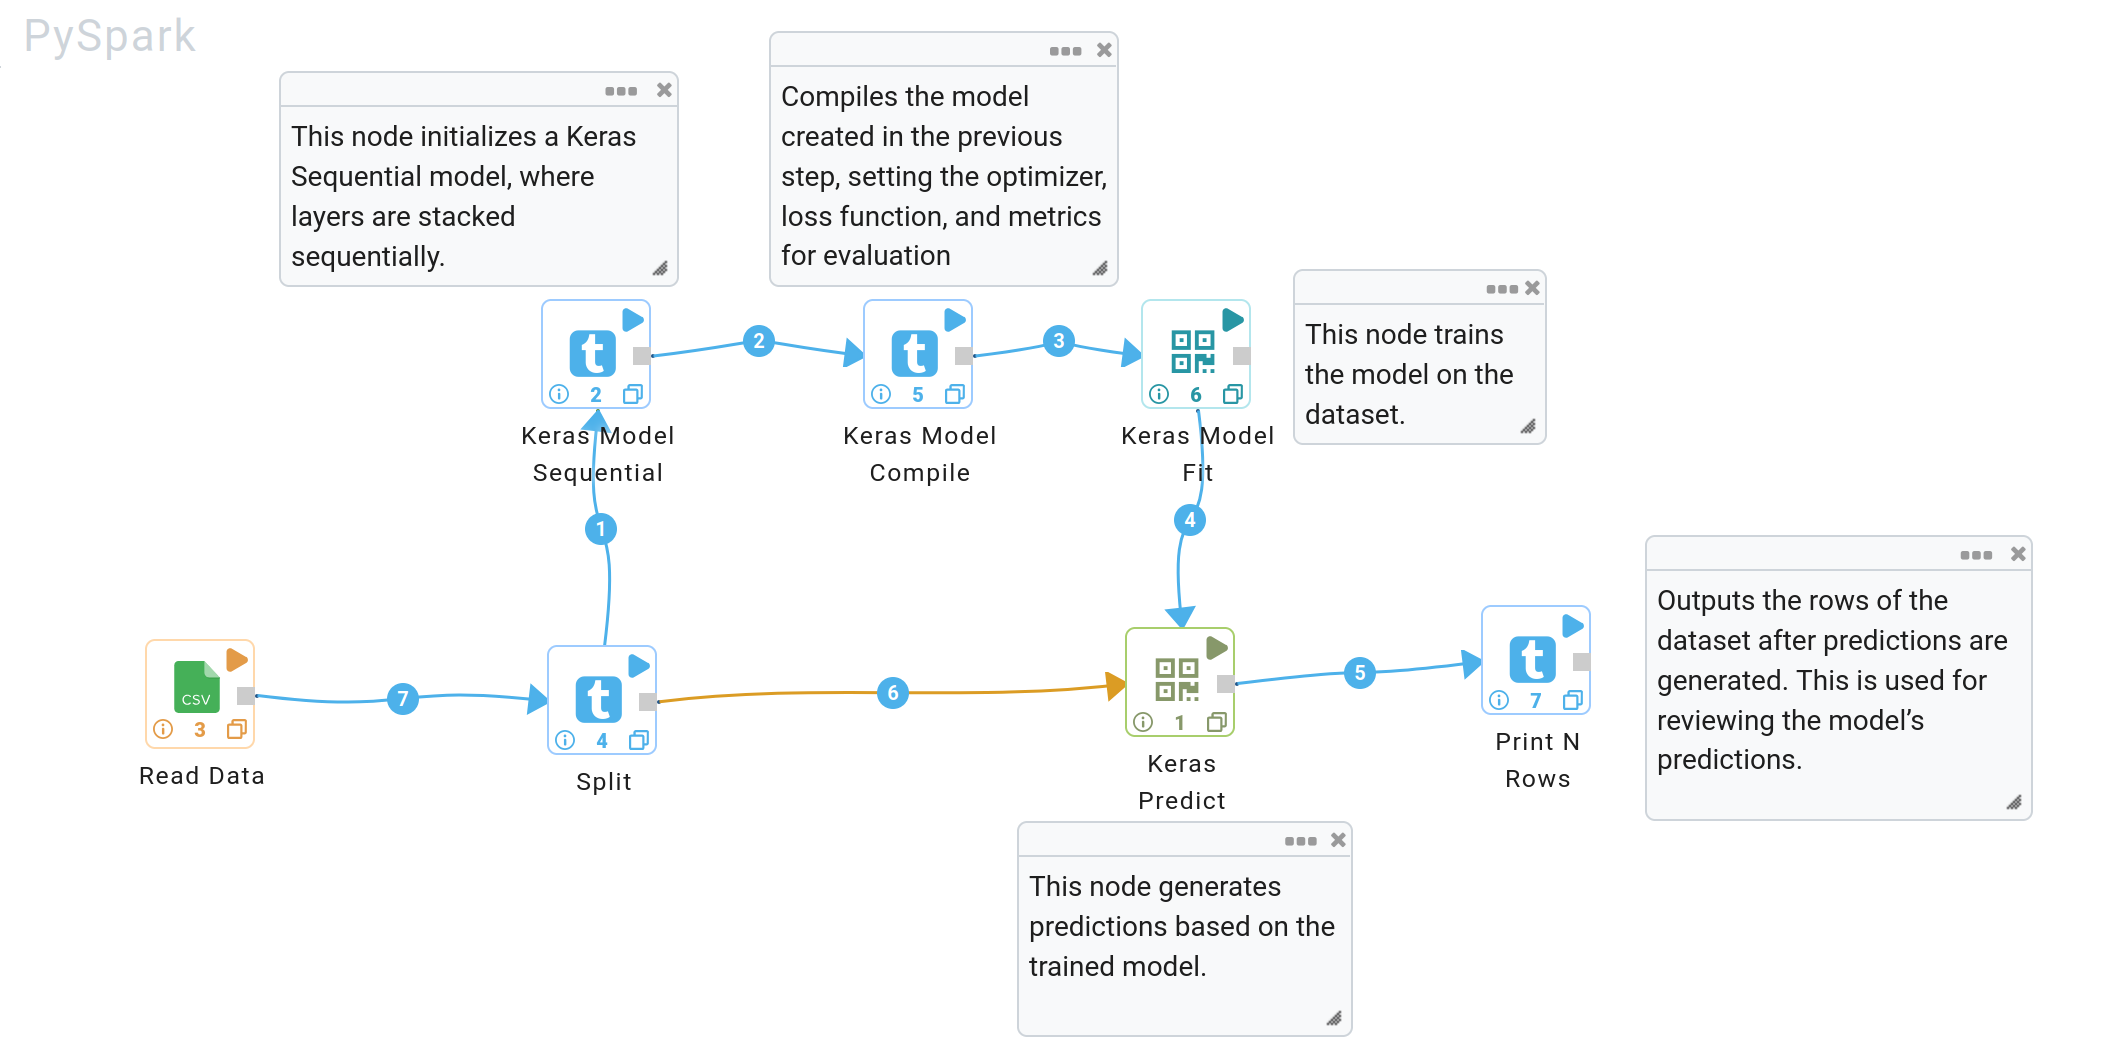 PySpark
This node initializes a Keras
Sequential model, where
layers are stacked
sequentially.
Compiles the model
created in the previous
step, setting the optimizer,
loss function, and metrics
for evaluation
This node trains
the model on the
dataset.
2
Keras Model
Sequential
2
5
Keras Model
Compile
3
6
Keras Model
Fit
1
4
Outputs the rows of the
dataset after predictions are
generated. This is used for
reviewing the model’s
predictions.
CSV
3
Read Data
7
4
Split
6
1
Keras
Predict
5
7
Print N
Rows
This node generates
predictions based on the
trained model.